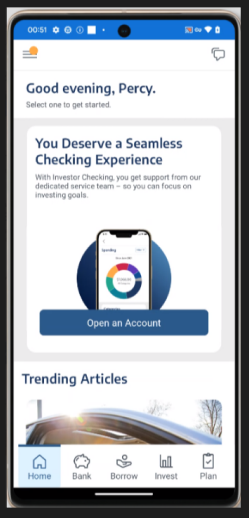 00:51
Good evening, Percy.
Select one to get started.
You Deserve a Seamless
Checking Experience
With Investor Checking, you get support from our
dedicated service team – so you can focus on
investing goals.
Spending
Open an Account
Trending Articles
Home Bank Borrow Invest Plan